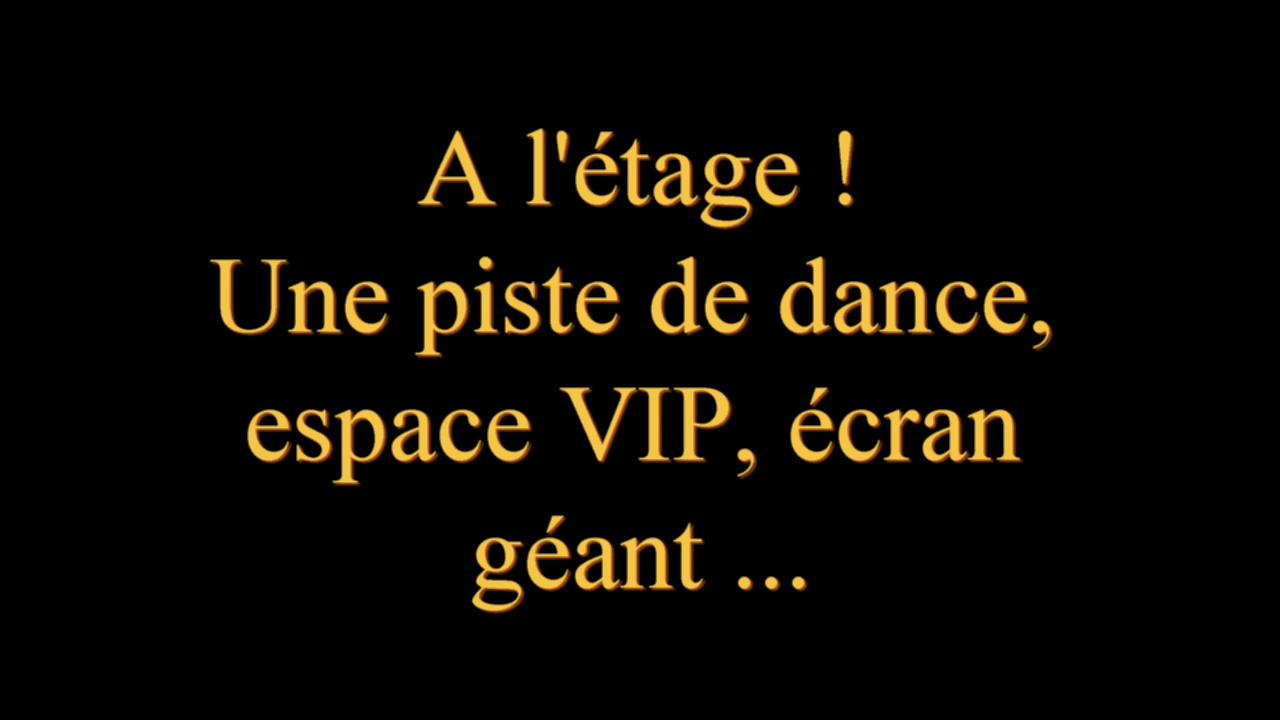 A l'étage !
Une piste de dance,
espace VIP, écran
géant ...